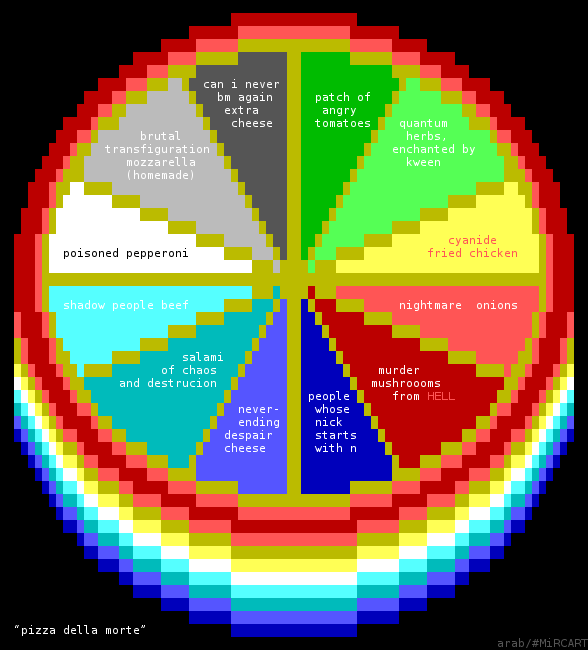 can i never
bm again
extra
cheese
patch of
angry
tomatoes
quantum
herbs,
enchanted by
kween
brutal
transfiguration
mozzarella
(homemade)
cyanide
fried chicken
poisoned pepperoni
shadow people beef
nightmare onions
salami
of chaos
and destrucion
murder
mushroooms
from HELL
never-
ending
despair
cheese
people
whose
nick
starts
with n
“pizza della morte”
arab/#MiRCART